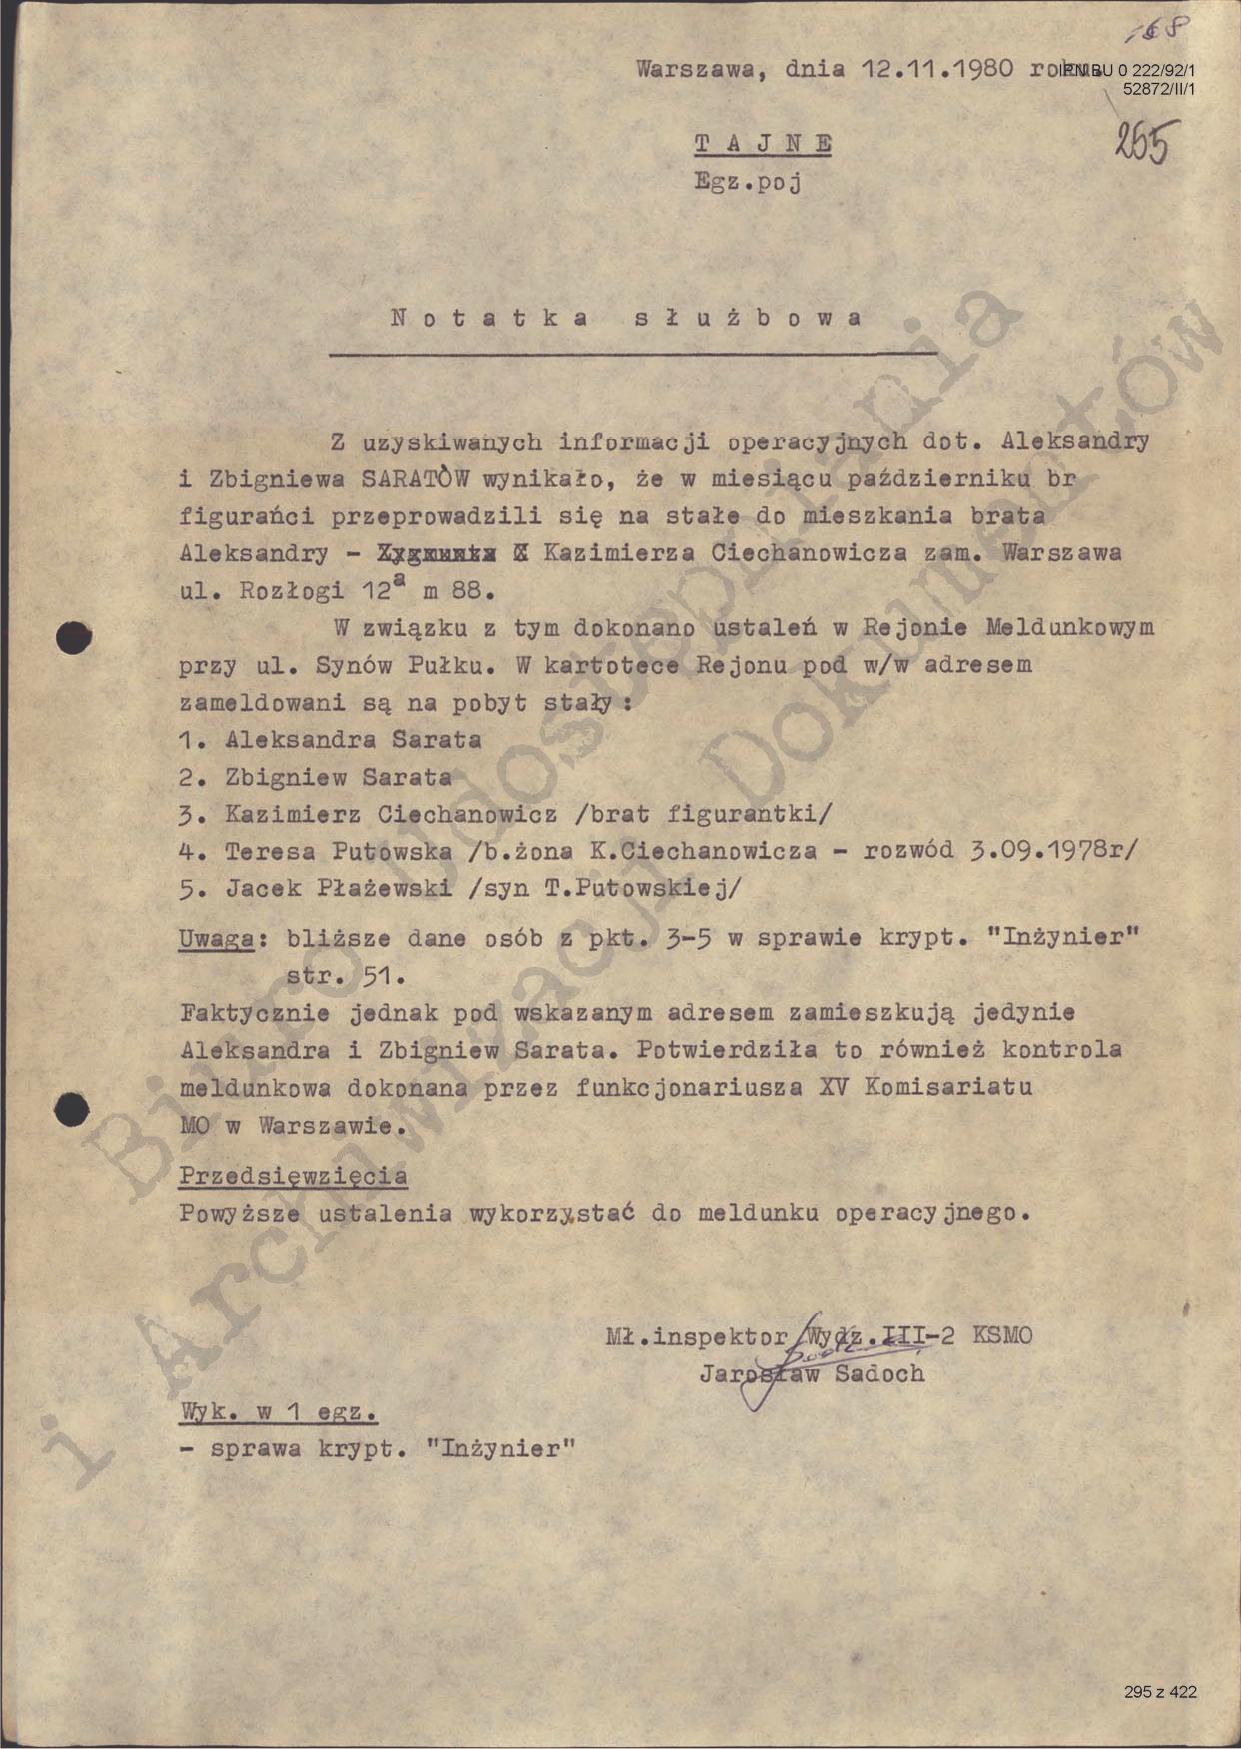 168
Warszawa, dnia 12.11.1980 roku
IPN BU 0 222/92/1
52872/II/1
T A J N E
265
Egz.poj
N o t a t k a  s ł u ż b o w a
Z uzyskiwanych informacji operacyjnych dot. Aleksandry
i Zbigniewa SARATÓW wynikało, że w miesiącu październiku br
figurańci przeprowadzili się na stałe do mieszkania brata
Aleksandry - Zygmunta X Kazimierza Ciechanowicza zam. Warszawa
ul. Rozłogi 12a m 88.
W związku z tym dokonano ustaleń w Rejonie Meldunkowym
przy ul. Synów Pułku. W kartotece Rejonu pod w/w adresem
zameldowani są na pobyt stały:
1. Aleksandra Sarata
2. Zbigniew Sarata
3. Kazimierz Ciechanowicz /brat figurantki/
4. Teresa Putowska /b.żona K.Ciechanowicza - rozwód 3.09.1978r/
5. Jacek Płażewski /syn T.Putowskiej/
Uwaga: bliższe dane osób z pkt. 3-5 w sprawie krypt. "Inżynier"
str. 51.
Faktycznie jednak pod wskazanym adresem zamieszkują jedynie
Aleksandra i Zbigniew Sarata. Potwierdziła to również kontrola
meldunkowa dokonana przez funkcjonariusza XV Komisariatu
MO w Warszawie.
Przedsięwzięcia
Powyższe ustalenia wykorzystać do meldunku operacyjnego.
Mł.inspektor Wydz.III-2 KSMO
Jarosław Sadoch
Wyk. w 1 egz.
- sprawa krypt. "Inżynier"
Biuro Udostępniania
i Archiwizacji Dokumentów
295 z 422